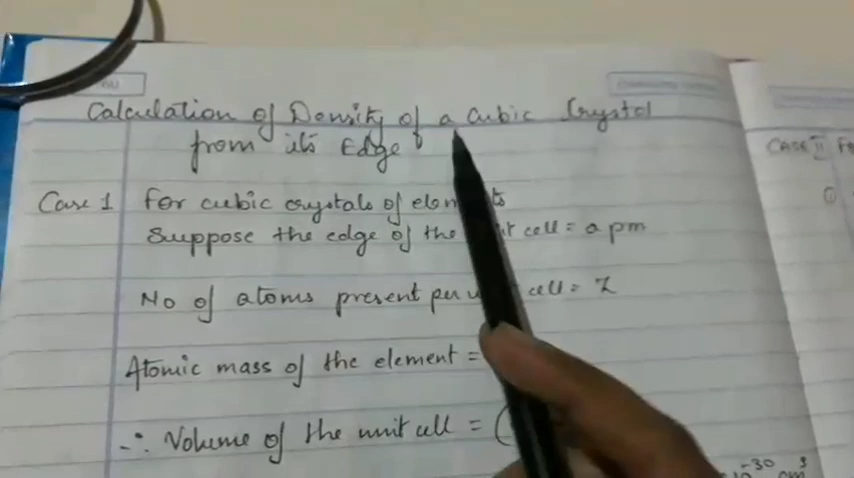 Calculation of Density of a Cubic Crystal
from its Edge
Case 1 For cubic crystals of elements
Suppose the edge of the unit cell = a pm
No of atoms present per unit cell = Z
Atomic mass of the element =
∴ Volume of the unit cell = (
-30 cm3
CASE II